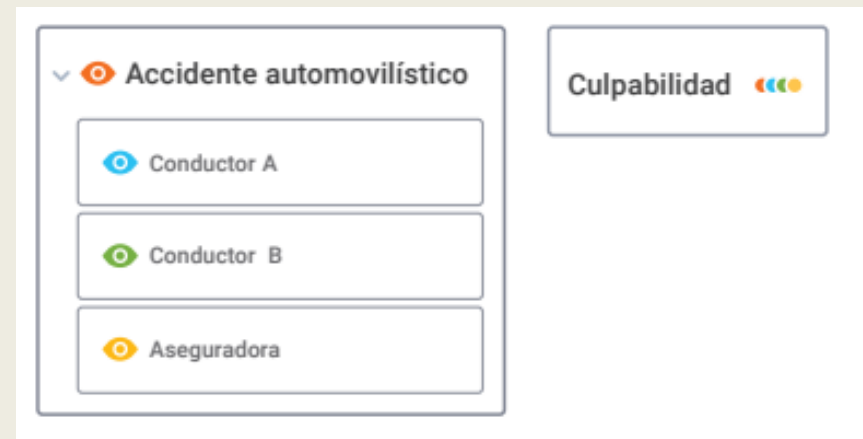 Accidente automovilístico
Culpabilidad
Conductor A
Conductor B
Aseguradora